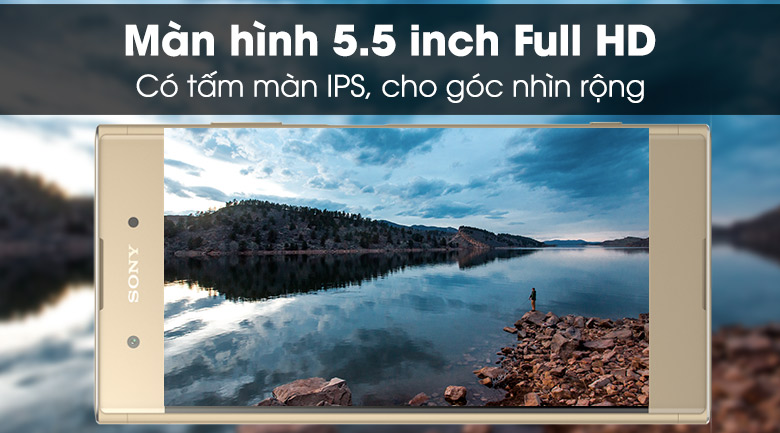 Màn hình 5.5 inch Full HD
Có tấm màn IPS, cho góc nhìn rộng
SONY